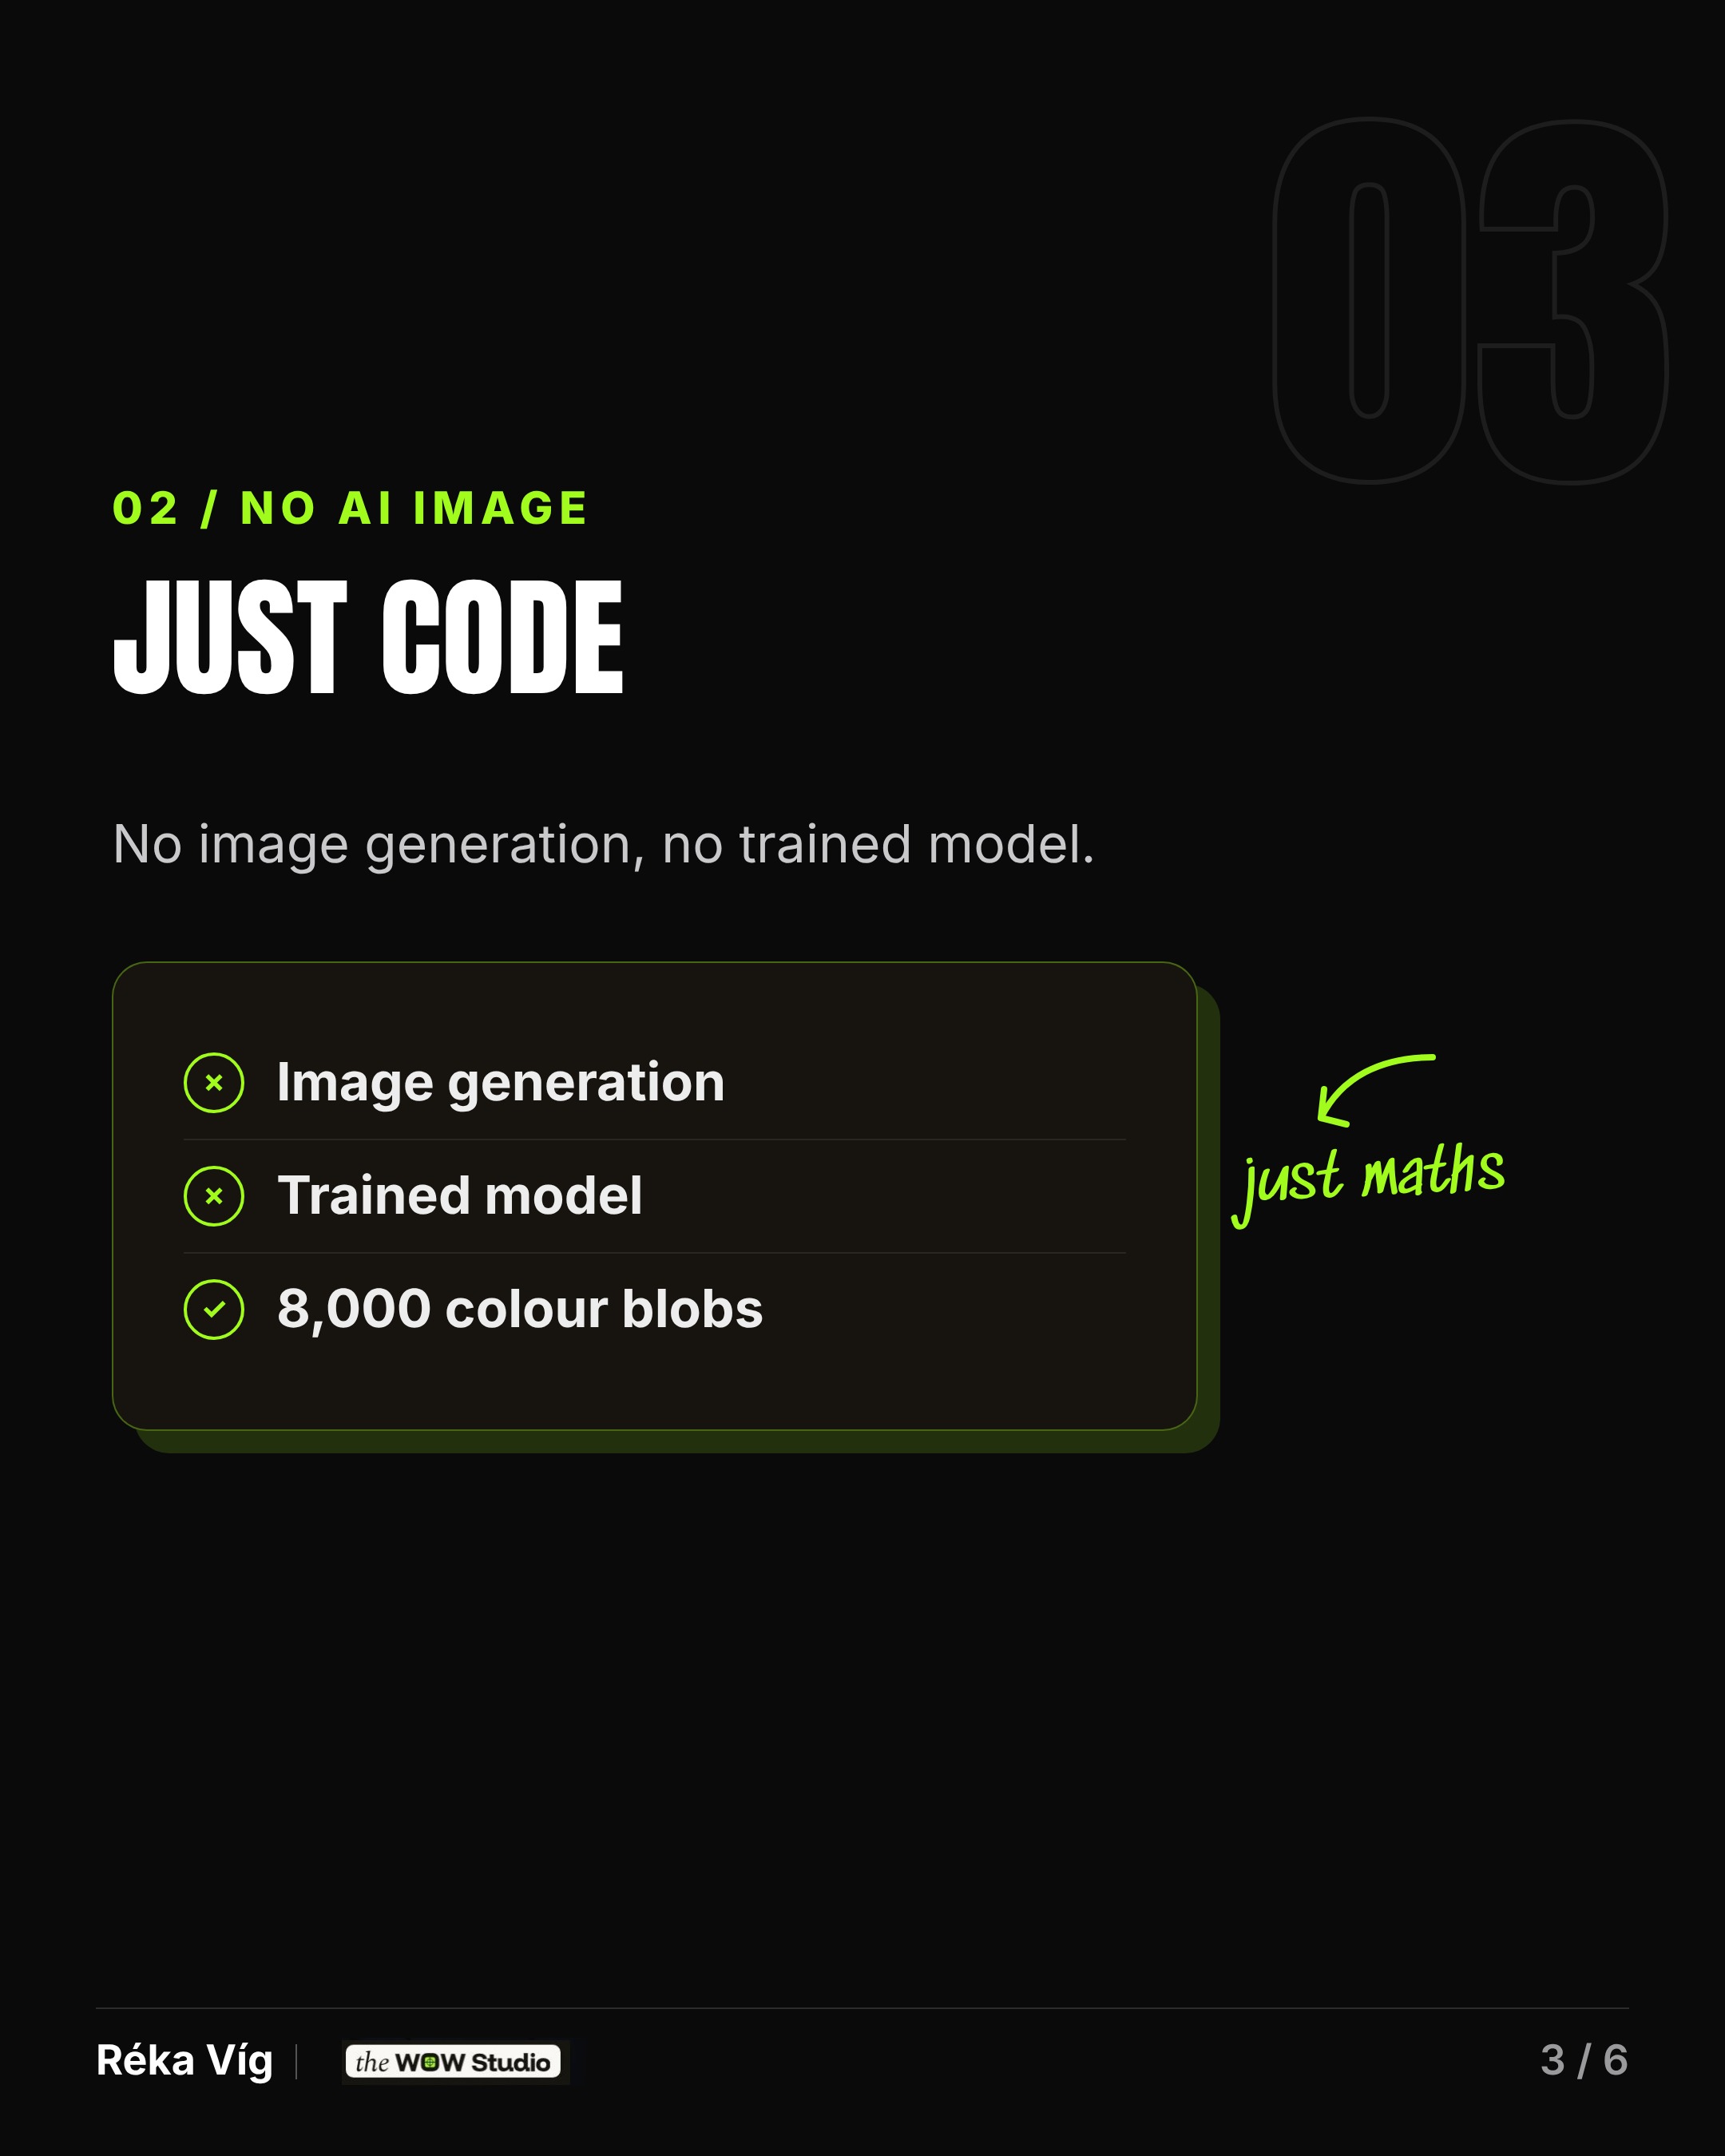 03
02 / NO AI IMAGE
JUST CODE
No image generation, no trained model.
Image generation
Trained model
8,000 colour blobs
just maths
Réka Víg
the WOW Studio
3 / 6